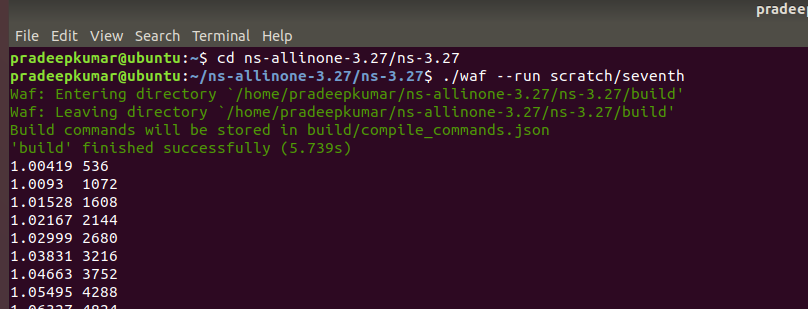 pradeep
File Edit View Search Terminal Help
pradeepkumar@ubuntu:~$ cd ns-allinone-3.27/ns-3.27
pradeepkumar@ubuntu:~/ns-allinone-3.27/ns-3.27$ ./waf --run scratch/seventh
Waf: Entering directory `/home/pradeepkumar/ns-allinone-3.27/ns-3.27/build'
Waf: Leaving directory `/home/pradeepkumar/ns-allinone-3.27/ns-3.27/build'
Build commands will be stored in build/compile_commands.json
'build' finished successfully (5.739s)
1.00419 536
1.0093 1072
1.01528 1608
1.02167 2144
1.02999 2680
1.03831 3216
1.04663 3752
1.05495 4288
1.06327 4824